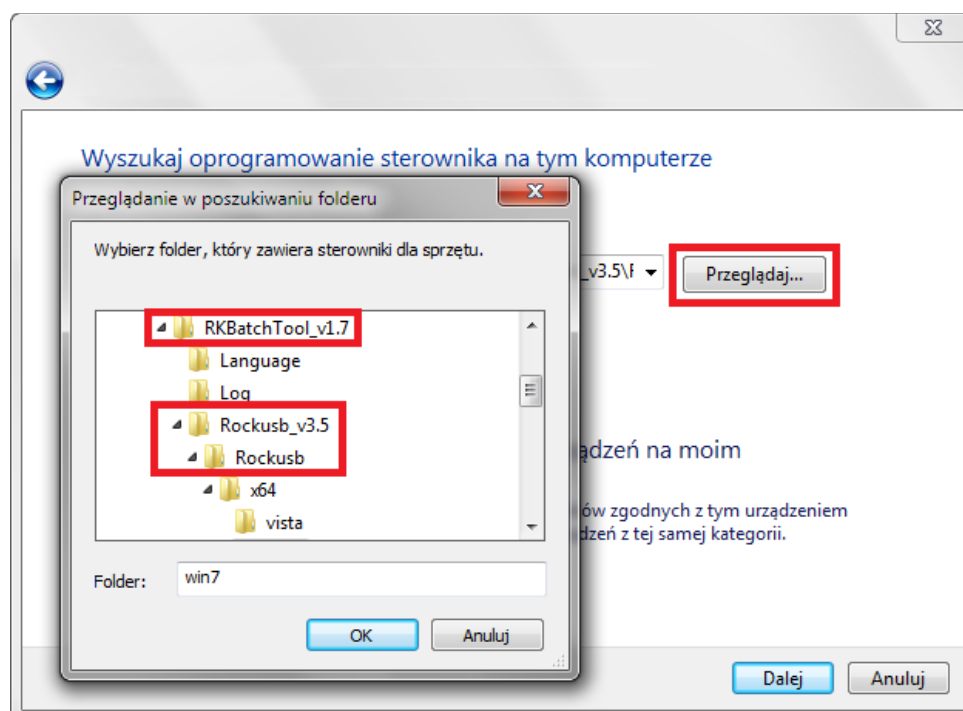 Wyszukaj oprogramowanie sterownika na tym komputerze
Przeglądanie w poszukiwaniu folderu
Wybierz folder, który zawiera sterowniki dla sprzętu.
_v3.5\
Przeglądaj...
RKBatchTool_v1.7
Language
Log
Rockusb_v3.5
Rockusb
x64
vista
ądzeń na moim
ów zgodnych z tym urządzeniem
dzeń z tej samej kategorii.
Folder:
win7
OK
Anuluj
Dalej
Anuluj